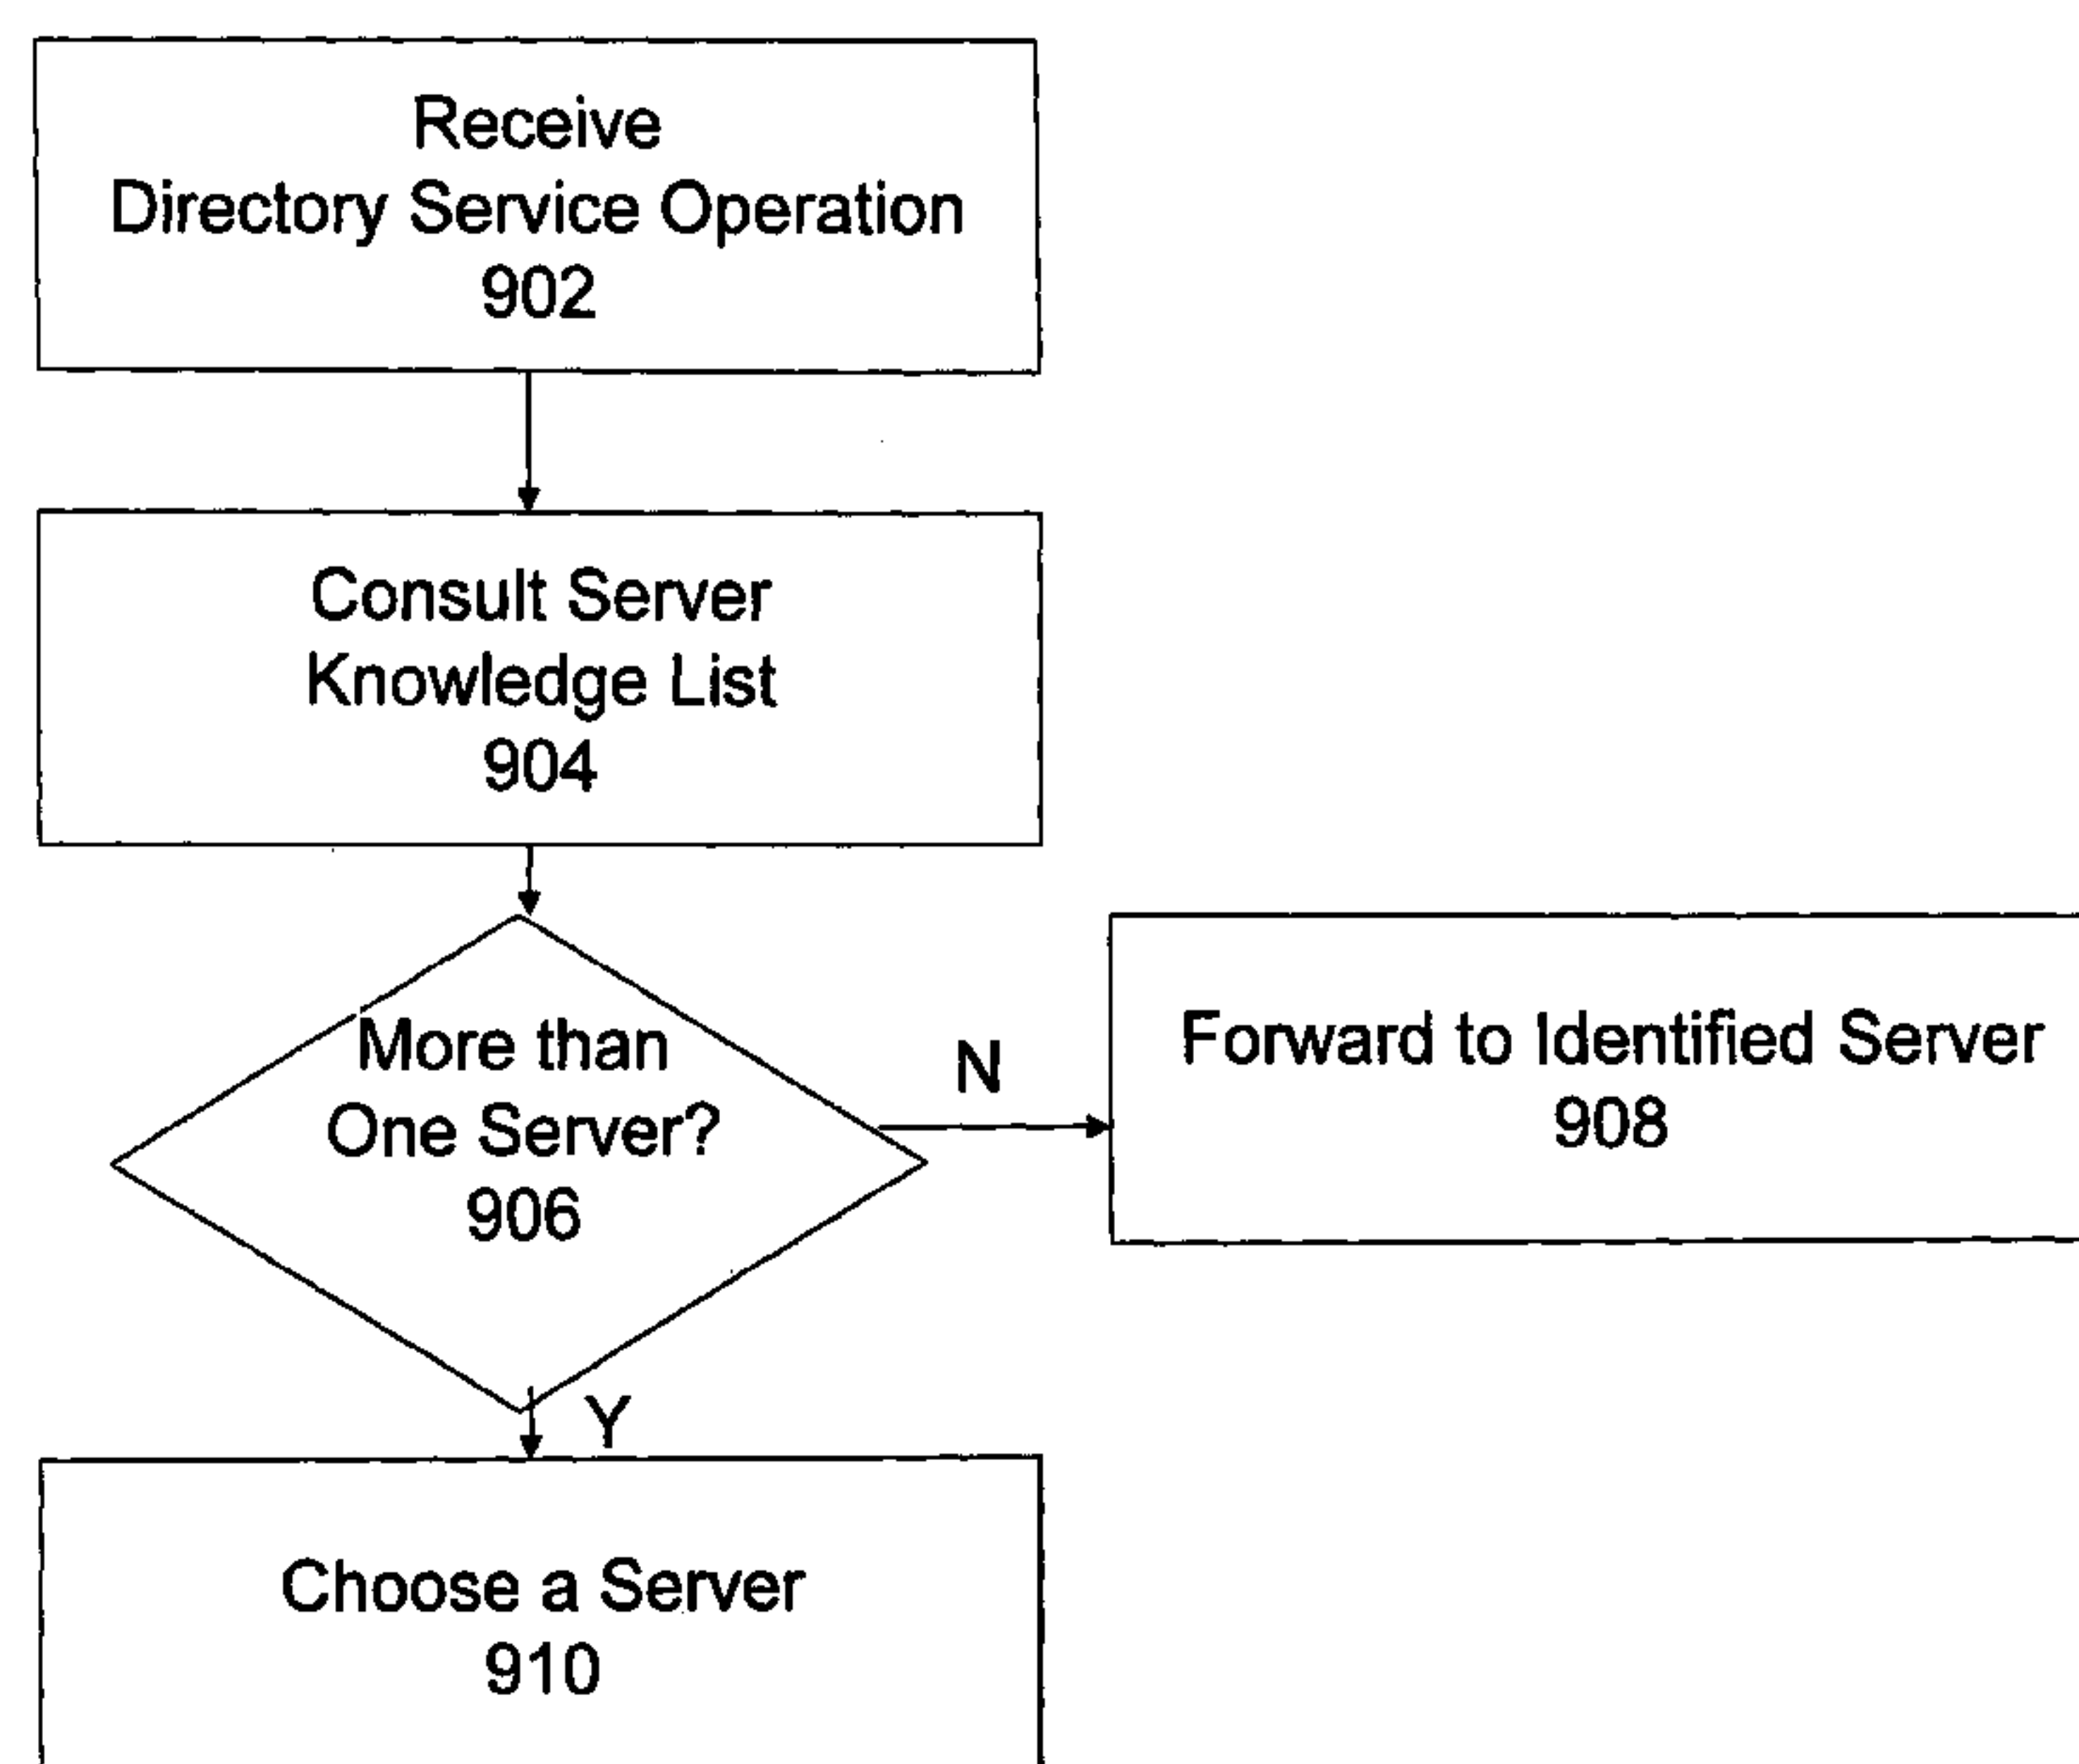 Receive
Directory Service Operation
902
Consult Server
Knowledge List
904
More than
One Server?
906
N
Forward to Identified Server
908
Y
Choose a Server
910